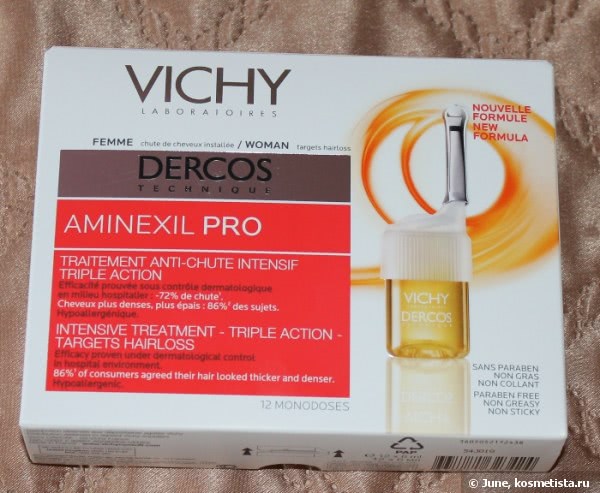 VICHY
LABORATOIRES
FEMME chute de cheveux installée / WOMAN targets hairloss
DERCOS
TECHNIQUE
AMINEXIL PRO
TRAITEMENT ANTI-CHUTE INTENSIF
TRIPLE ACTION
Efficacité prouvée sous contrôle dermatologique
en milieu hospitalier : -72% de chute¹.
Cheveux plus denses, plus épais : 86%² des sujets.
Hypoallergénique.
INTENSIVE TREATMENT - TRIPLE ACTION -
TARGETS HAIRLOSS
Efficacy proven under dermatological control
in hospital environment.
86% of consumers agreed their hair looked thicker and denser.
Hypoallergenic.
12 MONODOSES
NOUVELLE
FORMULE
NEW
FORMULA
VICHY
DERCOS
SANS PARABEN
NON GRAS
NON COLLANT
PARABEN FREE
NON GREASY
NON STICKY
PAP
© June, kosmetista.ru